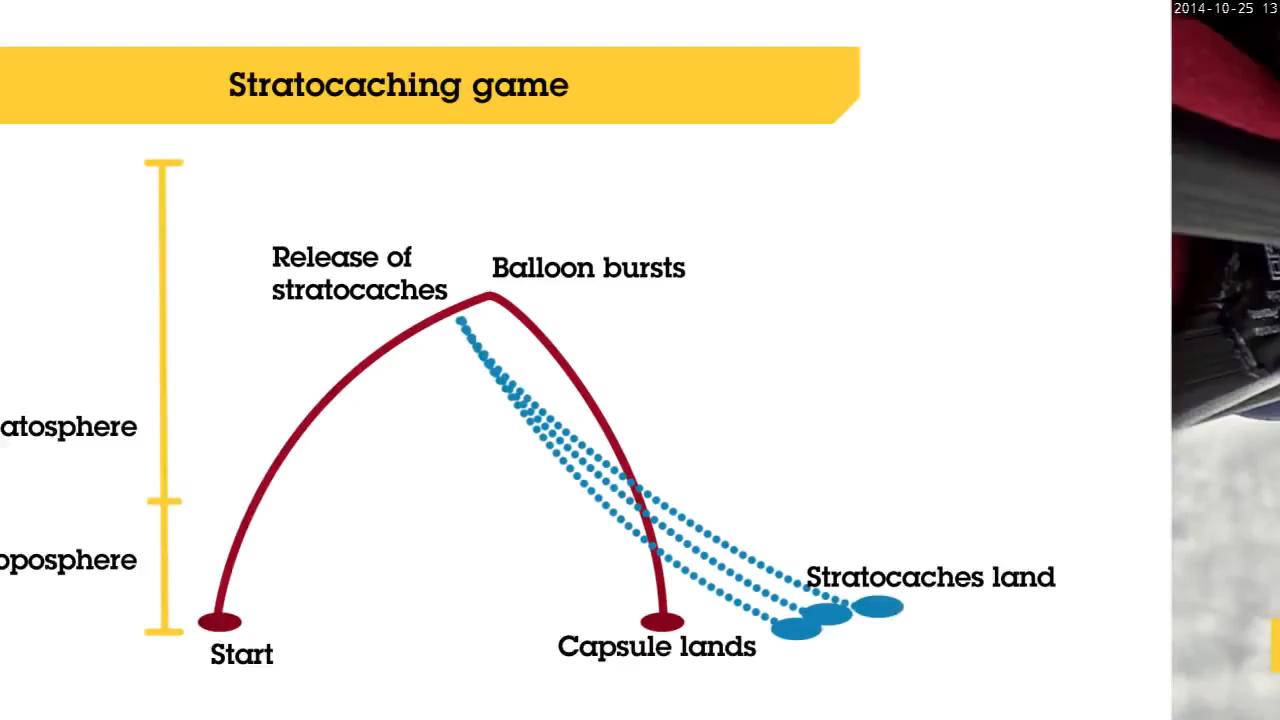 2014-10-25 13
Stratocaching game
Release of
stratocaches
Balloon bursts
atosphere
oposphere
Stratocaches land
Capsule lands
Start